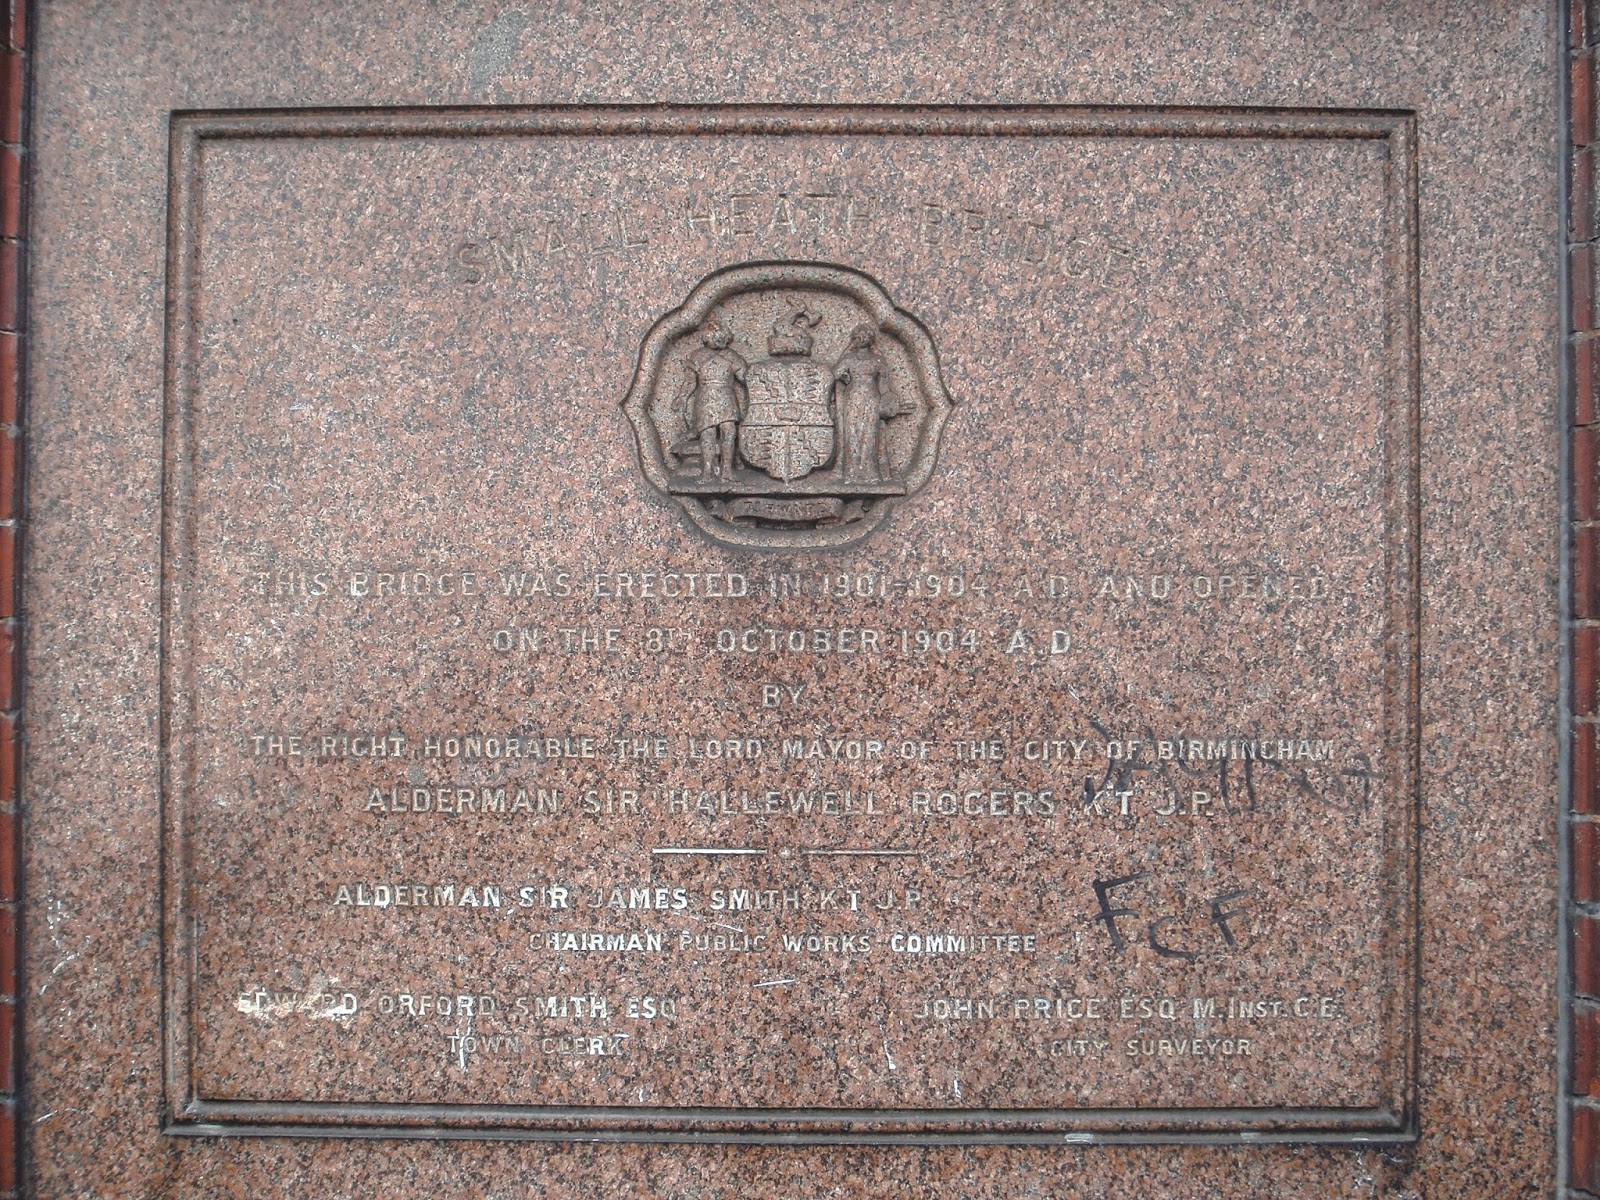 SMALL HEATH BRIDGE
THIS BRIDGE WAS ERECTED IN 1901-1904 A.D. AND OPENED
ON THE 8TH OCTOBER 1904 A.D.
BY
THE RIGHT HONORABLE THE LORD MAYOR OF THE CITY OF BIRMINGHAM
ALDERMAN SIR HALLEWELL ROGERS KT J.P.
ALDERMAN SIR JAMES SMITH KT J.P.
CHAIRMAN PUBLIC WORKS COMMITTEE
FCF
EDWARD ORFORD SMITH ESQ
TOWN CLERK
JOHN PRICE ESQ M.INST.C.E.
CITY SURVEYOR